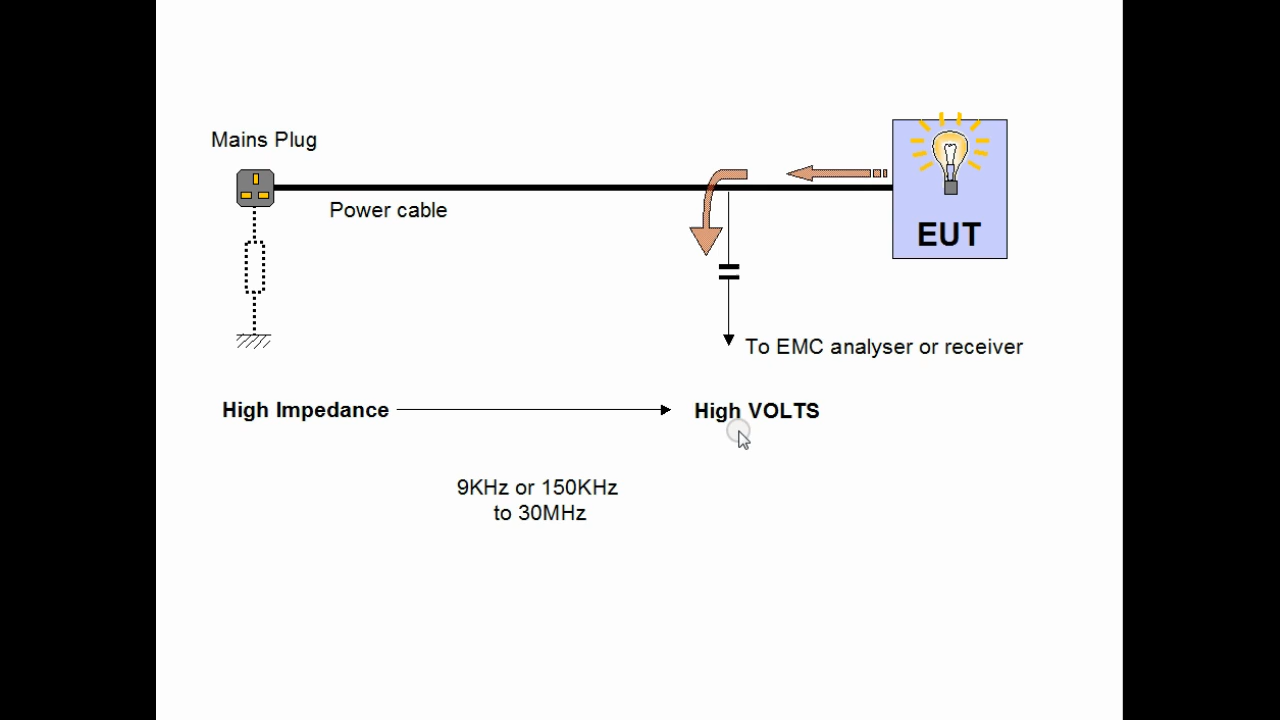 Mains Plug
Power cable
EUT
To EMC analyser or receiver
High Impedance
High VOLTS
9KHz or 150KHz
to 30MHz